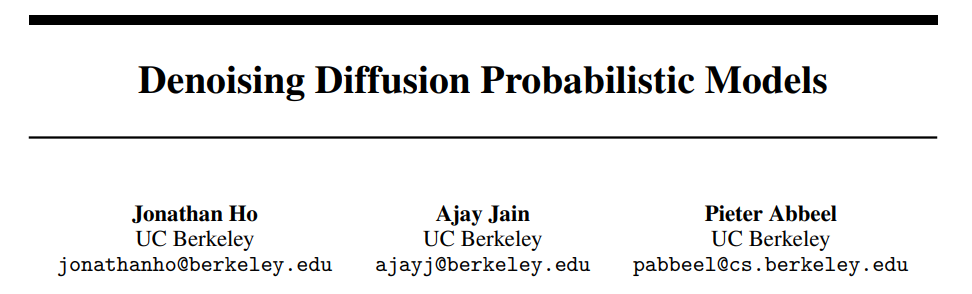 Denoising Diffusion Probabilistic Models
Jonathan Ho
UC Berkeley
jonathanho@berkeley.edu
Ajay Jain
UC Berkeley
ajayj@berkeley.edu
Pieter Abbeel
UC Berkeley
pabbeel@cs.berkeley.edu